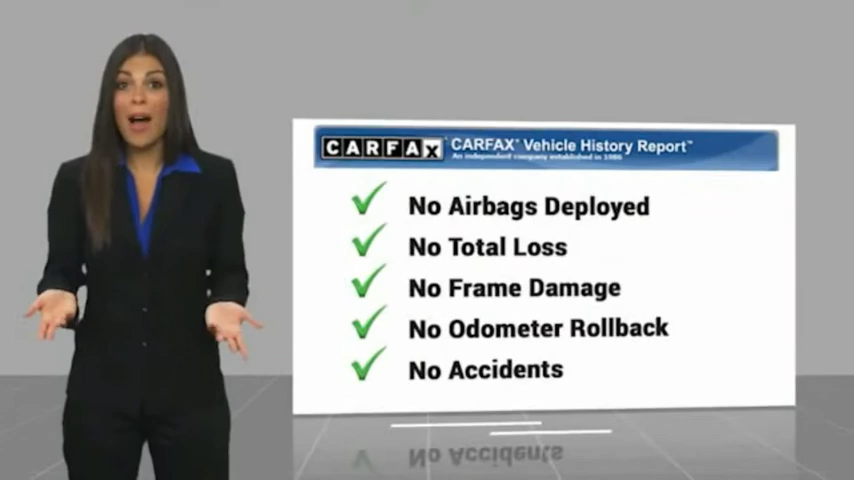 CARFAX CARFAX® Vehicle History Report™
An independent company established in 1986
No Airbags Deployed
No Total Loss
No Frame Damage
No Odometer Rollback
No Accidents
No Accidents